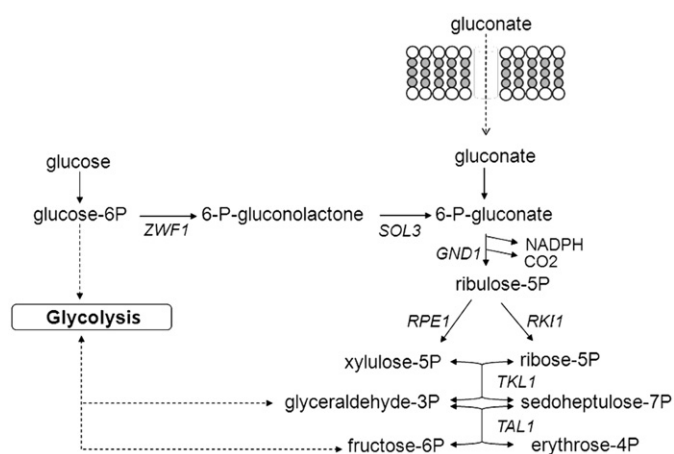 gluconate
glucose
gluconate
glucose-6P
6-P-gluconolactone
6-P-gluconate
ZWF1
SOL3
GND1
NADPH
CO2
ribulose-5P
Glycolysis
RPE1
RKI1
xylulose-5P
ribose-5P
TKL1
glyceraldehyde-3P
sedoheptulose-7P
TAL1
fructose-6P
erythrose-4P